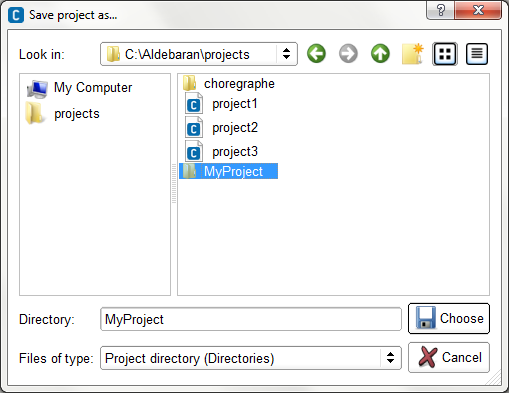 Save project as...
Look in: C:\Aldebaran\projects
My Computer
projects
choregraphe
project1
project2
project3
MyProject
Directory: MyProject
Choose
Files of type: Project directory (Directories)
Cancel